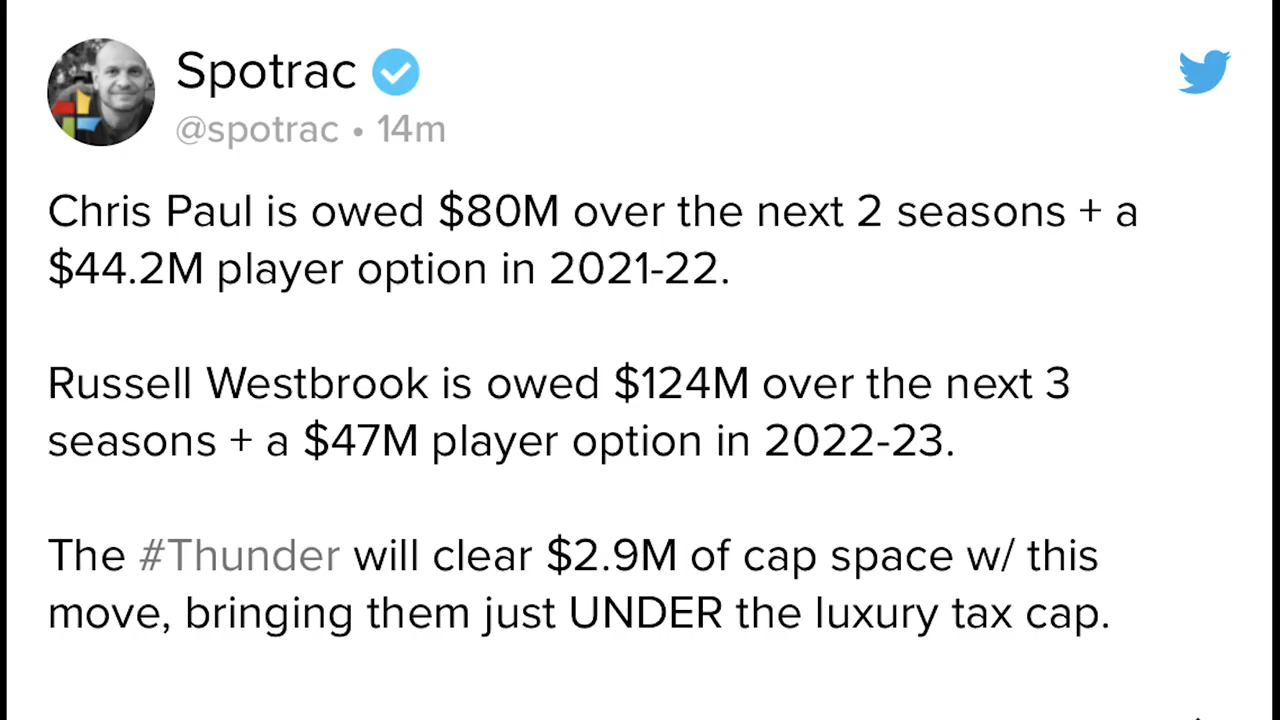 Spotrac
@spotrac • 14m
Chris Paul is owed $80M over the next 2 seasons + a
$44.2M player option in 2021-22.
Russell Westbrook is owed $124M over the next 3
seasons + a $47M player option in 2022-23.
The #Thunder will clear $2.9M of cap space w/ this
move, bringing them just UNDER the luxury tax cap.